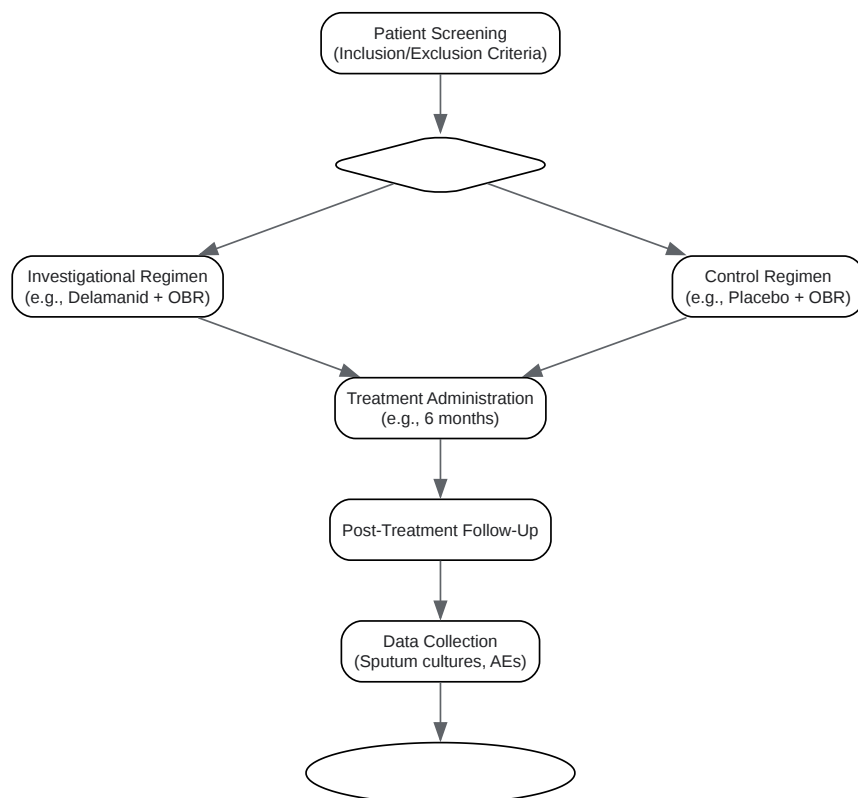 Patient Screening
(Inclusion/Exclusion Criteria)
Investigational Regimen
(e.g., Delamanid + OBR)
Control Regimen
(e.g., Placebo + OBR)
Treatment Administration
(e.g., 6 months)
Post-Treatment Follow-Up
Data Collection
(Sputum cultures, AEs)